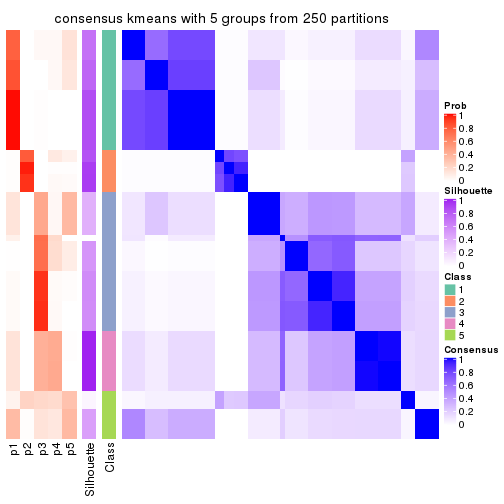 consensus kmeans with 5 groups from 250 partitions
Prob
1
0.8
0.6
0.4
0.2
0
Silhouette
1
0.8
0.6
0.4
0.2
0
Class
1
2
3
4
5
Consensus
1
0.8
0.6
0.4
0.2
0
p1
p2
p3
p4
p5
Silhouette
Class